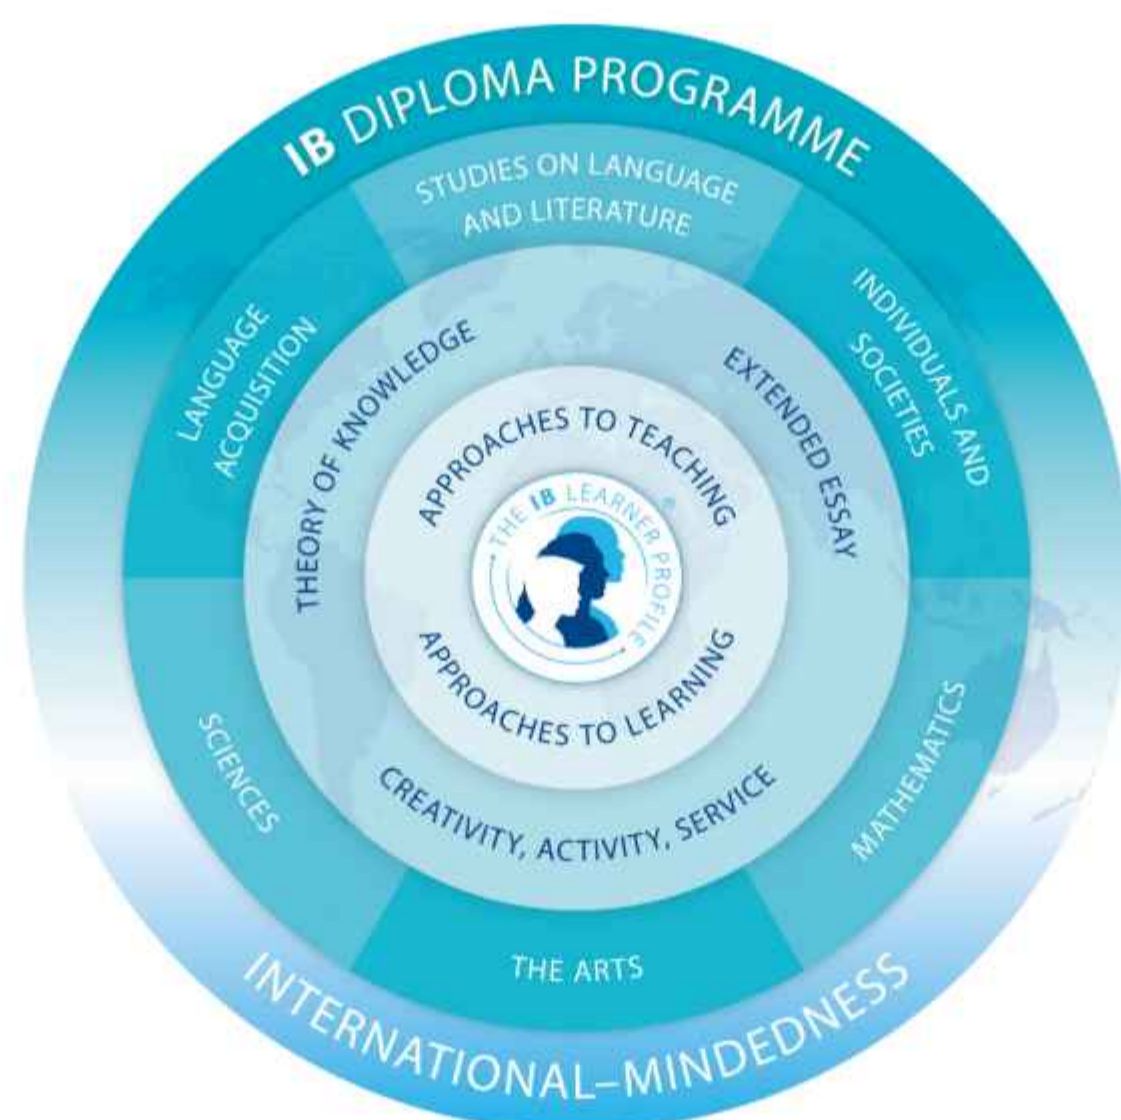 IB DIPLOMA PROGRAMME
STUDIES ON LANGUAGE
AND LITERATURE
LANGUAGE
ACQUISITION
INDIVIDUALS AND
SOCIETIES
THEORY OF KNOWLEDGE
EXTENDED ESSAY
APPROACHES TO TEACHING
THE IB LEARNER PROFILE
APPROACHES TO LEARNING
CREATIVITY, ACTIVITY, SERVICE
SCIENCES
MATHEMATICS
THE ARTS
INTERNATIONAL–MINDEDNESS